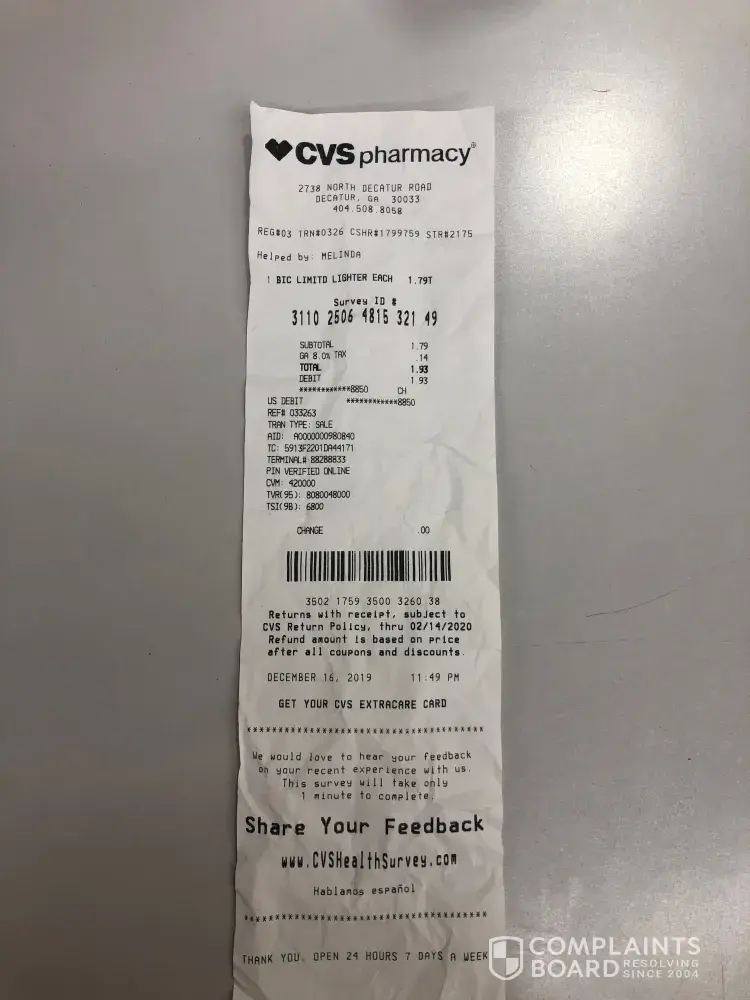 CVS pharmacy®
2738 NORTH DECATUR ROAD
DECATUR, GA 30033
404.508.8058
REG#03 TRN#0326 CSHR#1799759 STR#2175
Helped by: MELINDA
1 BIC LIMITD LIGHTER EACH 1.79T
Survey ID #
3110 2506 4815 321 49
SUBTOTAL 1.79
GA 8.0% TAX .14
TOTAL 1.93
DEBIT 1.93
************8850 CH
US DEBIT ************8850
REF# 033263
TRAN TYPE: SALE
AID: A0000000980840
TC: 5913F2201DA44171
TERMINAL# 88288833
PIN VERIFIED ONLINE
CVM: 420000
TVR(95): 8080048000
TSI(9B): 6800
CHANGE .00
3502 1759 3500 3260 38
Returns with receipt, subject to
CVS Return Policy, thru 02/14/2020
Refund amount is based on price
after all coupons and discounts.
DECEMBER 16, 2019 11:49 PM
GET YOUR CVS EXTRACARE CARD
****************************************
We would love to hear your feedback
on your recent experience with us.
This survey will take only
1 minute to complete.
Share Your Feedback
www.CVSHealthSurvey.com
Hablamos español
****************************************
THANK YOU. OPEN 24 HOURS 7 DAYS A WEEK
COMPLAINTS
BOARD RESOLVING
SINCE 2004